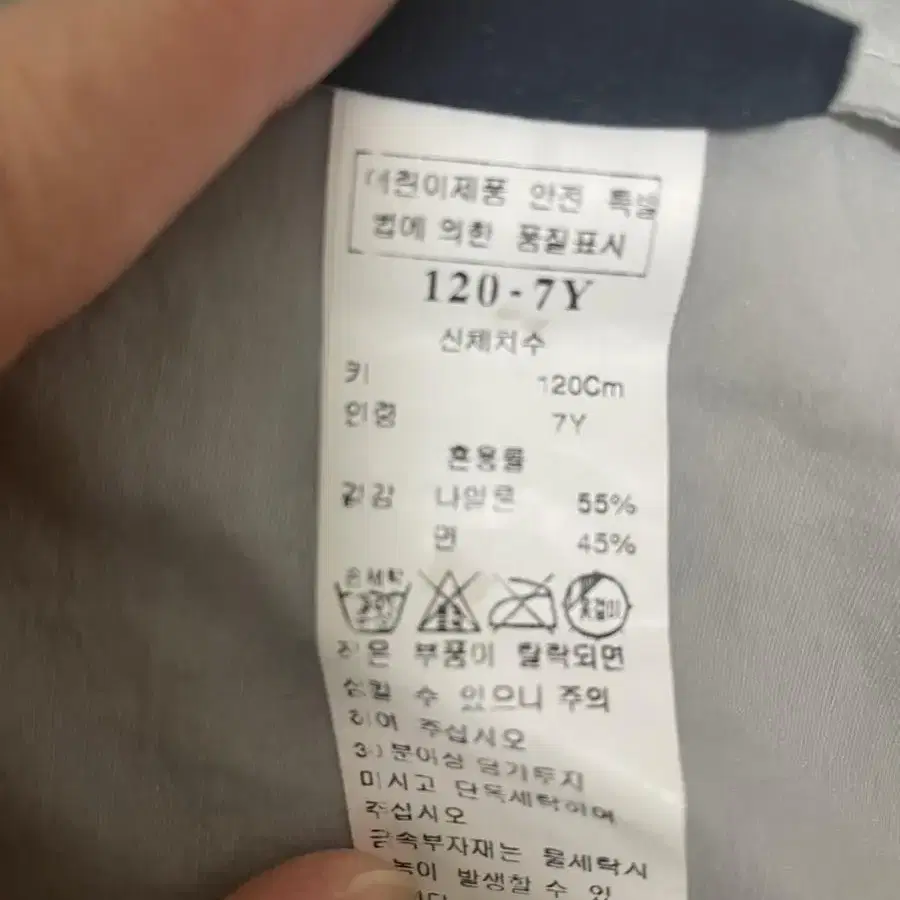 어린이제품 안전 특별
법에 의한 품질표시
120-7Y
신체치수
키 120Cm
연령 7Y
혼용률
겉감 나일론 55%
면 45%
손세탁
옷걸이
작은 부품이 탈락되면
삼킬 수 있으니 주의
하여 주십시오
30분이상 담가두지
마시고 단독세탁하여
주십시오
금속부자재는 물세탁시
녹이 발생할 수 있